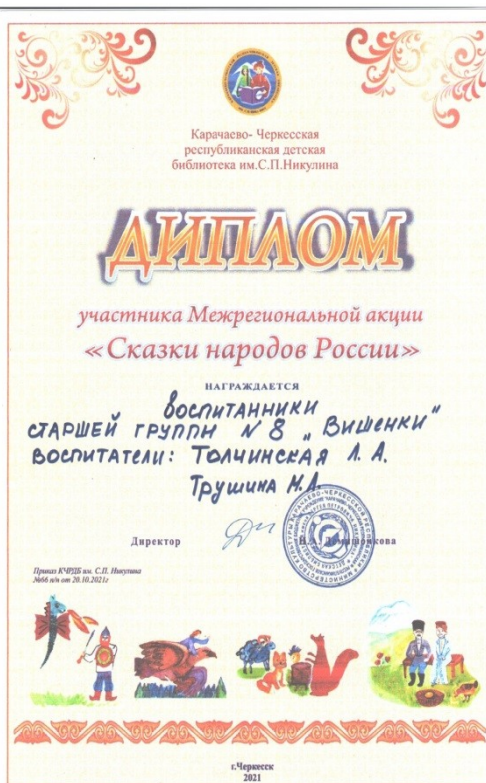 Карачаево- Черкесская
республиканская детская
библиотека им.С.П.Никулина
ДИПЛОМ
участника Межрегиональной акции
«Сказки народов России»
НАГРАЖДАЕТСЯ
воспитанники
СТАРШЕЙ ГРУППЫ № 8 „Вишенки"
ВОСПИТАТЕЛИ: ТОЛЧИНСКАЯ Л. А.
Трушина Н.А.
Директор
Приказ КЧРДБ им. С.П. Никулина
№66 п/н от 20.10.2021г
г.Черкесск
2021